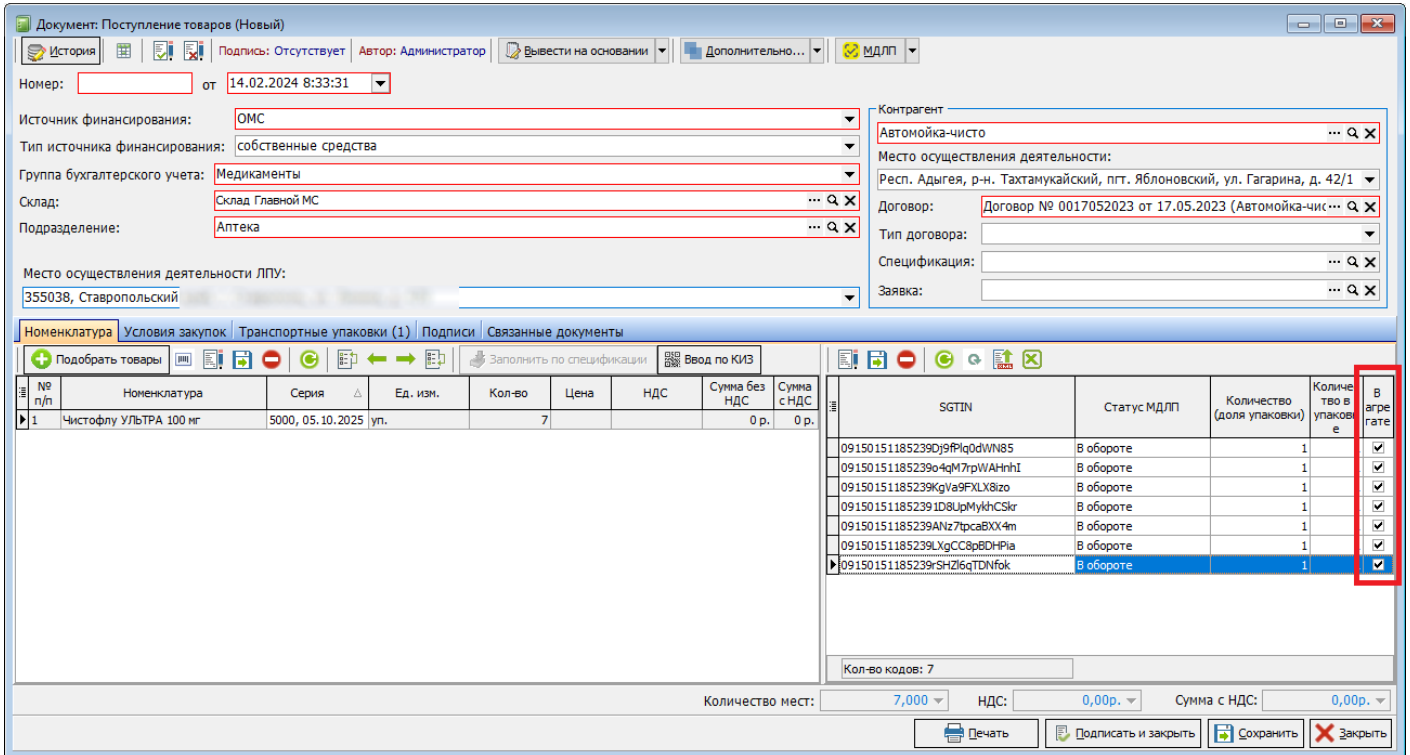 Документ: Поступление товаров (Новый)
История Подпись: Отсутствует Автор: Администратор Вывести на основании Дополнительно... МДЛП
Номер: от 14.02.2024 8:33:31
Источник финансирования: ОМС
Тип источника финансирования: собственные средства
Группа бухгалтерского учета: Медикаменты
Склад: Склад Главной МС
Подразделение: Аптека
Место осуществления деятельности ЛПУ:
355038, Ставропольский
Контрагент
Автомойка-чисто
Место осуществления деятельности:
Респ. Адыгея, р-н. Тахтамукайский, пгт. Яблоновский, ул. Гагарина, д. 42/1
Договор: Договор № 0017052023 от 17.05.2023 (Автомойка-чис
Тип договора:
Спецификация:
Заявка:
Номенклатура Условия закупок Транспортные упаковки (1) Подписи Связанные документы
Подобрать товары Заполнить по спецификации Ввод по КИЗ
№ п/п Номенклатура Серия Ед. изм. Кол-во Цена НДС Сумма без НДС Сумма с НДС
1 Чистофлу УЛЬТРА 100 мг 5000, 05.10.2025 уп. 7 0 р. 0 р.
SGTIN Статус МДЛП Количество (доля упаковки) Количе тво в упаковк е В агре гате
09150151185239Dj9fPlq0dWN85 В обороте 1
09150151185239o4qM7rpWAHnhI В обороте 1
09150151185239KgVa9FXLX8izo В обороте 1
091501511852391D8UpMykhCSkr В обороте 1
09150151185239ANz7tpcaBXX4m В обороте 1
09150151185239LXgCC8pBDHPia В обороте 1
09150151185239rSHZl6qTDNfok В обороте 1
Кол-во кодов: 7
Количество мест: 7,000 НДС: 0,00р. Сумма с НДС: 0,00р.
Печать Подписать и закрыть Сохранить Закрыть